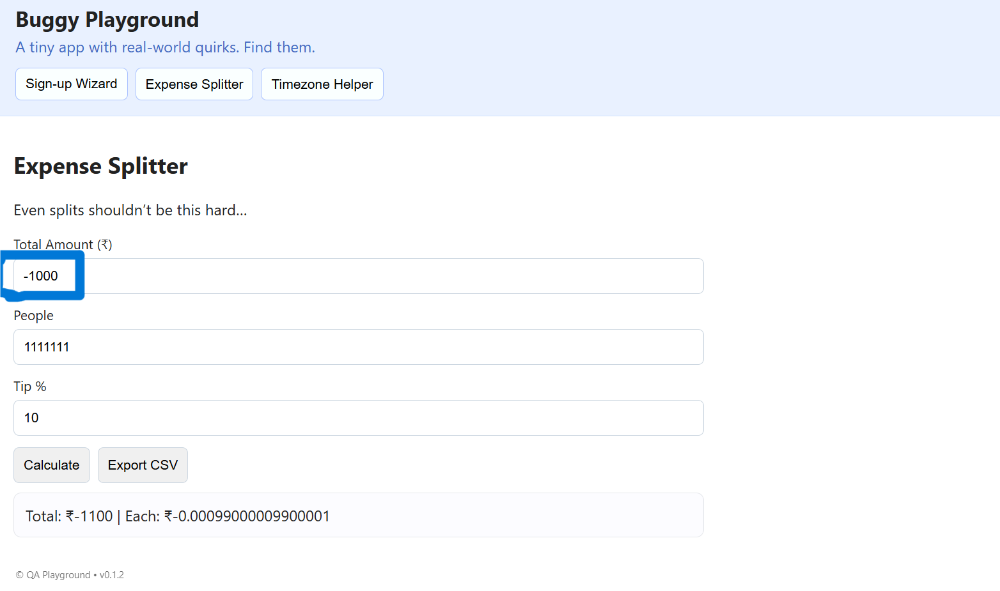 Buggy Playground
A tiny app with real-world quirks. Find them.
Sign-up Wizard Expense Splitter Timezone Helper
Expense Splitter
Even splits shouldn’t be this hard…
Total Amount (₹)
-1000
People
1111111
Tip %
10
Calculate Export CSV
Total: ₹-1100 | Each: ₹-0.00099000009900001
© QA Playground • v0.1.2